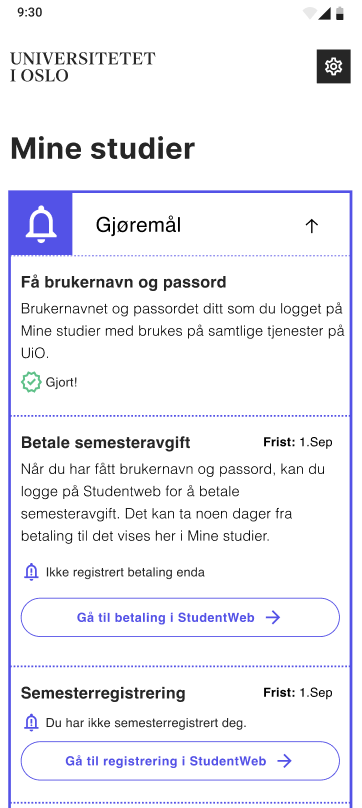 9:30
UNIVERSITETET
I OSLO
Mine studier
Gjøremål
Få brukernavn og passord
Brukernavnet og passordet ditt som du logget på
Mine studier med brukes på samtlige tjenester på
UiO.
Gjort!
Betale semesteravgift Frist: 1.Sep
Når du har fått brukernavn og passord, kan du
logge på Studentweb for å betale
semesteravgift. Det kan ta noen dager fra
betaling til det vises her i Mine studier.
Ikke registrert betaling enda
Gå til betaling i StudentWeb
Semesterregistrering Frist: 1.Sep
Du har ikke semesterregistrert deg.
Gå til registrering i StudentWeb